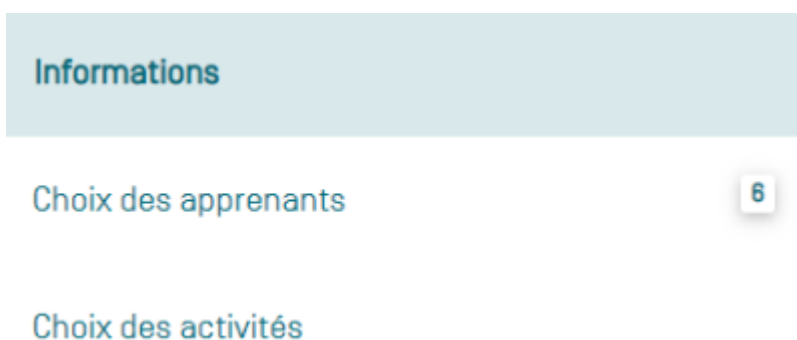 Informations
Choix des apprenants 6
Choix des activités